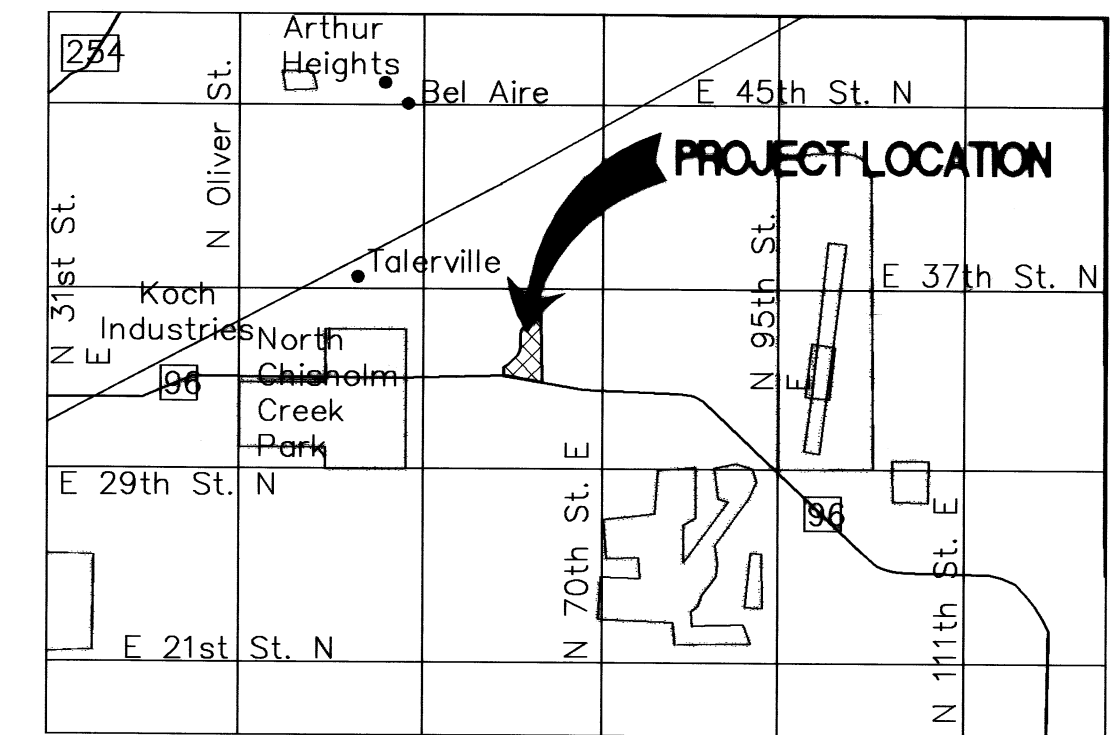 Arthur
Heights
254
N Oliver St.
Bel Aire
E 45th St. N
PROJECT LOCATION
N 31st St.
E
Talerville
N 95th St.
E
E 37th St. N
Koch
Industries
North
Chisholm
Creek
Park
96
E 29th St. N
N 70th St. E
96
N 111th St. E
E 21st St. N